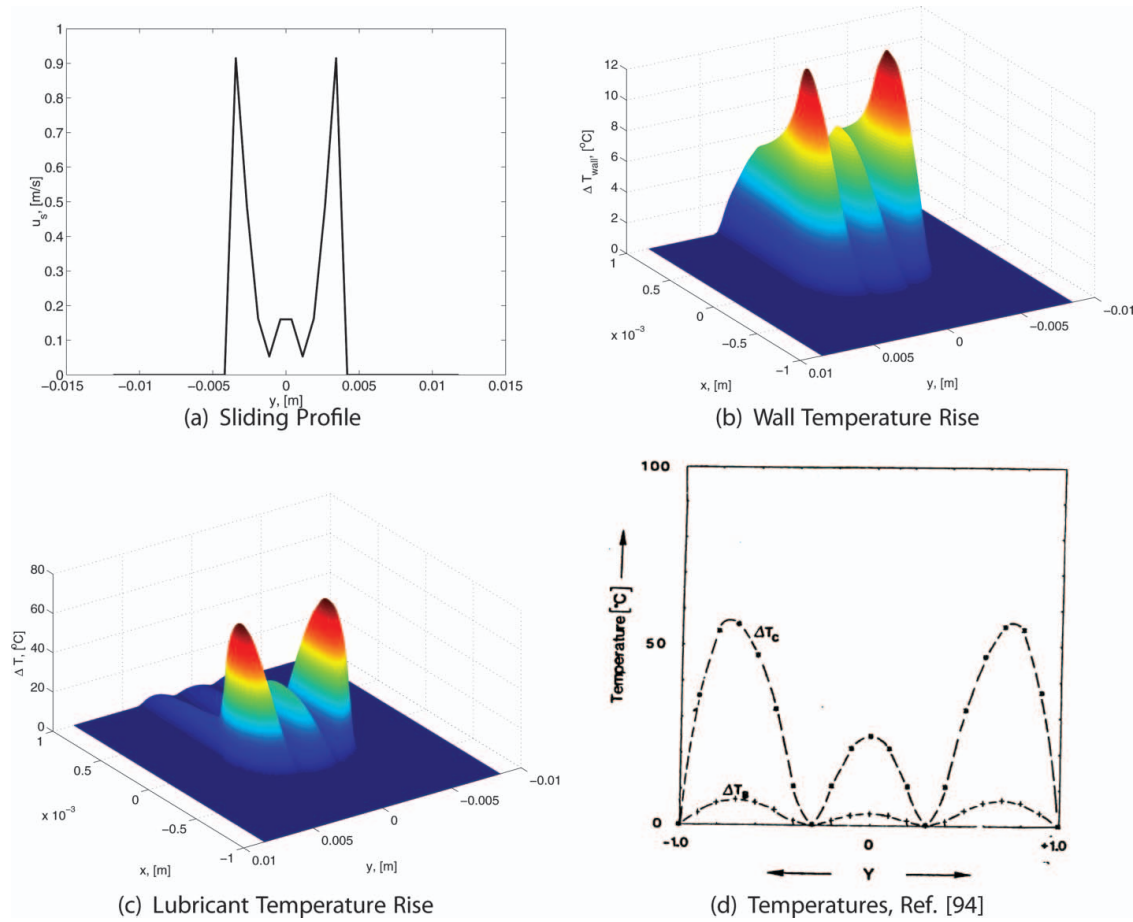 1
0.9
0.8
0.7
0.6
0.5
0.4
0.3
0.2
0.1
0
u_s, [m/s]
−0.015 −0.01 −0.005 0 0.005 0.01 0.015
y, [m]
(a) Sliding Profile
12
10
8
6
4
2
0
Δ T_wall, [°C]
1
0.5
0
−0.5
−1
x 10⁻³
x, [m]
0.01
0.005
0
−0.005
−0.01
y, [m]
(b) Wall Temperature Rise
80
60
40
20
0
Δ T, [°C]
1
0.5
0
−0.5
−1
x 10⁻³
x, [m]
0.01
0.005
0
−0.005
−0.01
y, [m]
(c) Lubricant Temperature Rise
100
50
0
Temperature [°C]
ΔT_C
ΔT_B
-1.0 0 +1.0
Y
(d) Temperatures, Ref. [94]